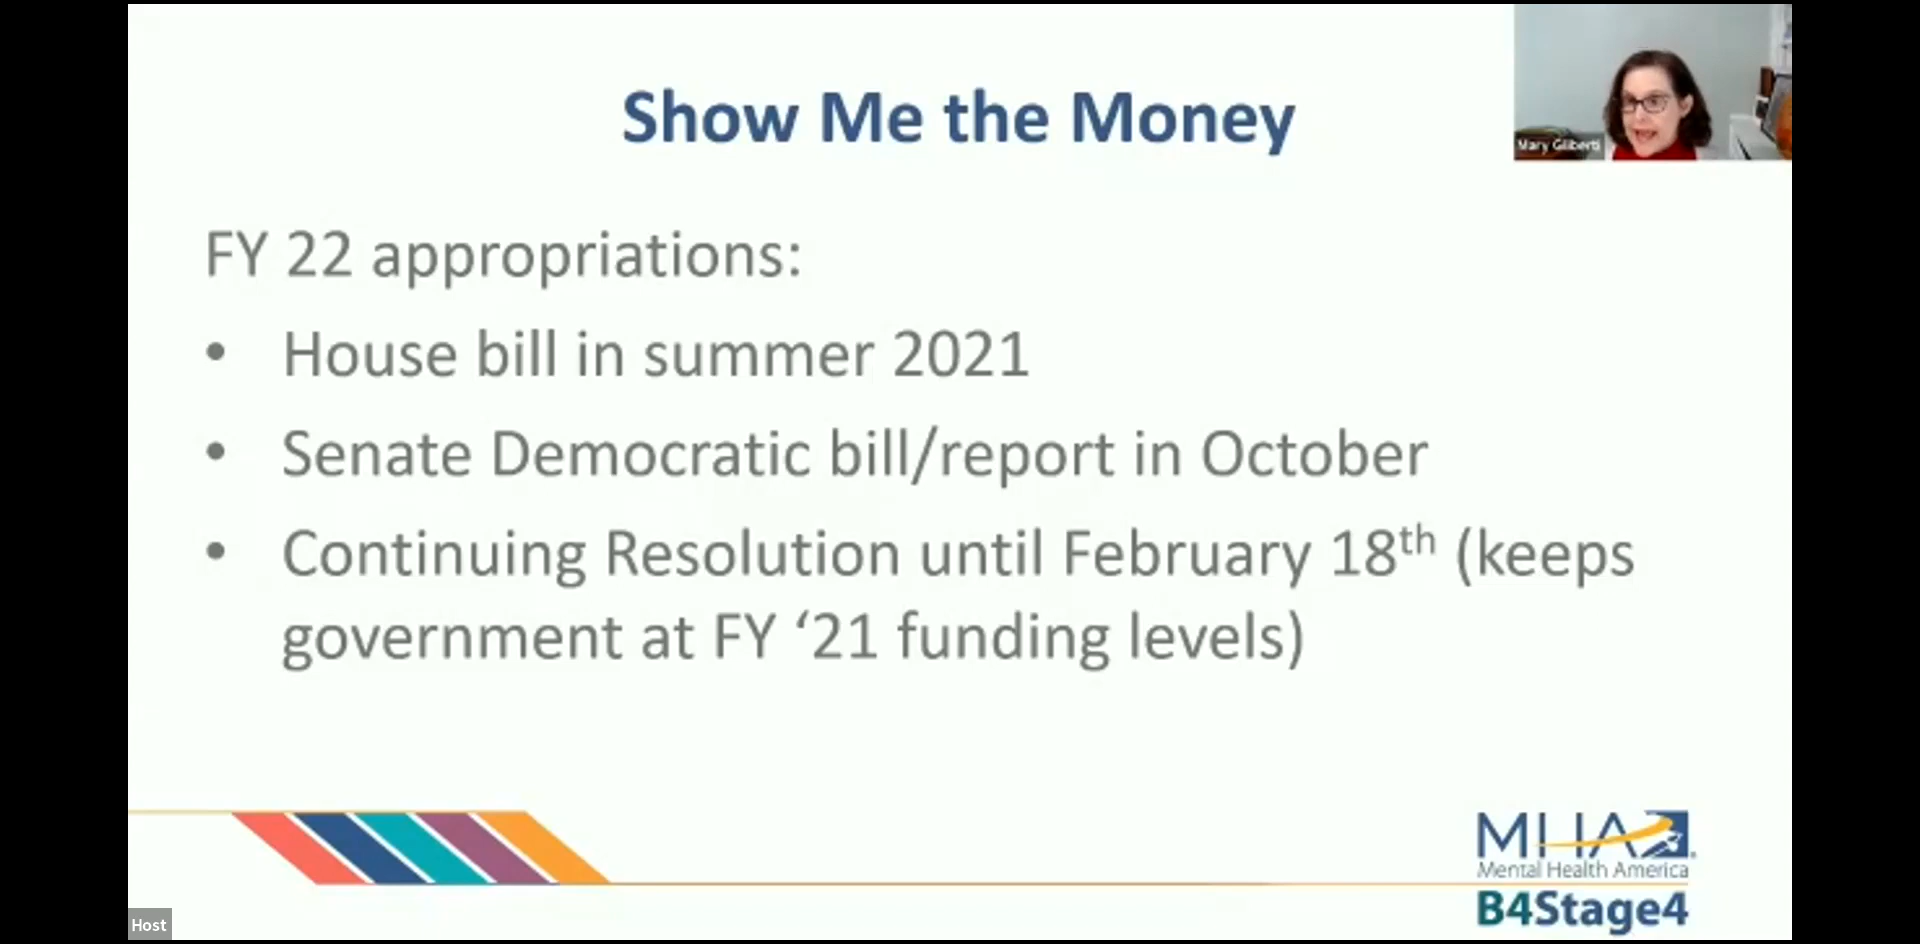 Show Me the Money
Mary Giliberti
FY 22 appropriations:
• House bill in summer 2021
• Senate Democratic bill/report in October
• Continuing Resolution until February 18th (keeps
government at FY ‘21 funding levels)
MHA
Mental Health America
B4Stage4
Host